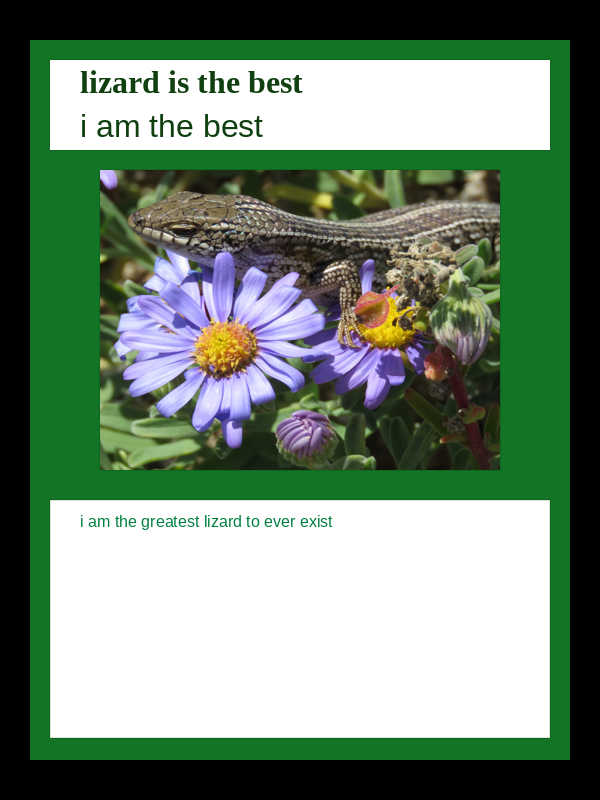 lizard is the best
i am the best
i am the greatest lizard to ever exist